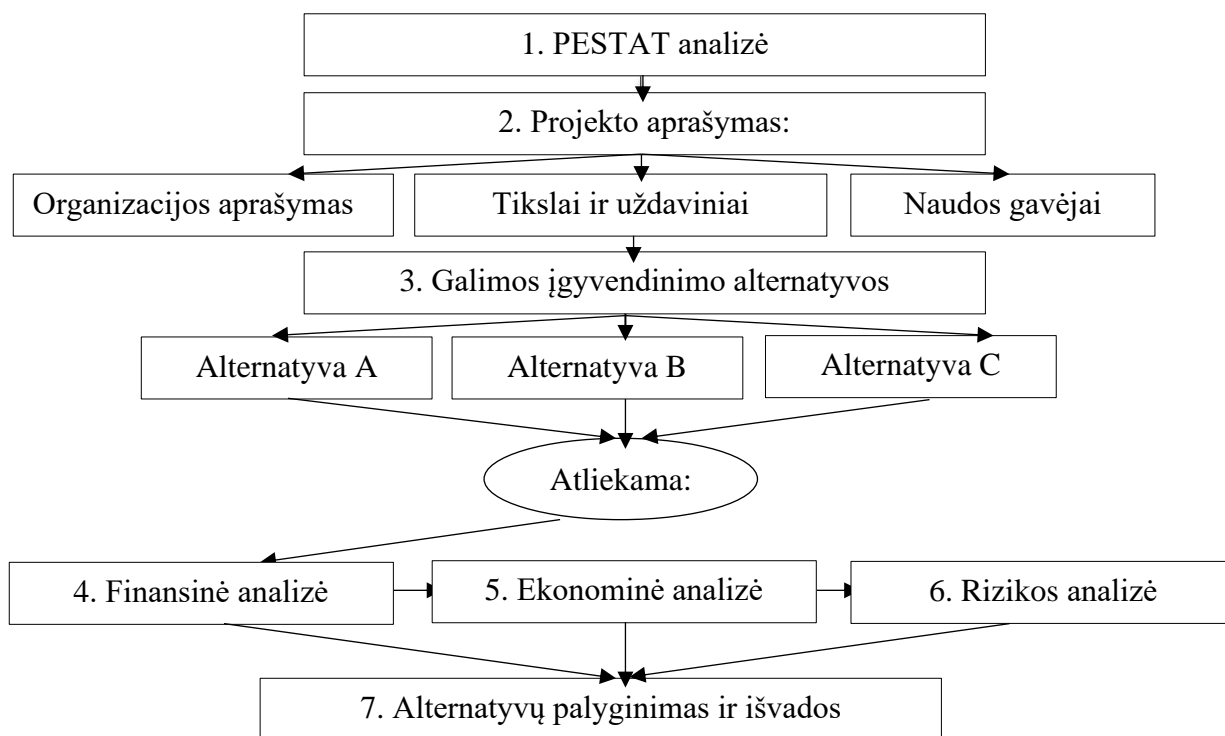 1. PESTAT analizė
2. Projekto aprašymas:
Organizacijos aprašymas
Tikslai ir uždaviniai
Naudos gavėjai
3. Galimos įgyvendinimo alternatyvos
Alternatyva A
Alternatyva B
Alternatyva C
Atliekama:
4. Finansinė analizė
5. Ekonominė analizė
6. Rizikos analizė
7. Alternatyvų palyginimas ir išvados